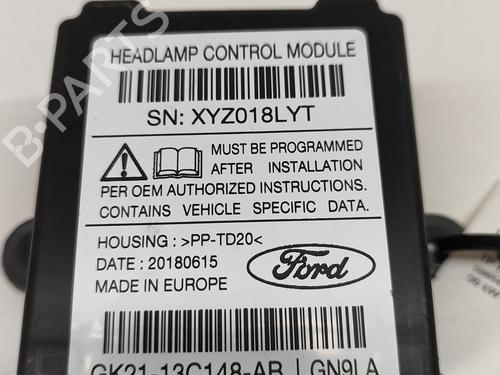 HEADLAMP CONTROL MODULE
SN: XYZ018LYT
MUST BE PROGRAMMED
AFTER INSTALLATION
PER OEM AUTHORIZED INSTRUCTIONS.
CONTAINS VEHICLE SPECIFIC DATA.
HOUSING : >PP-TD20<
DATE : 20180615
MADE IN EUROPE
Ford
GK21-13C148-AB | GN9LA
B-PARTS